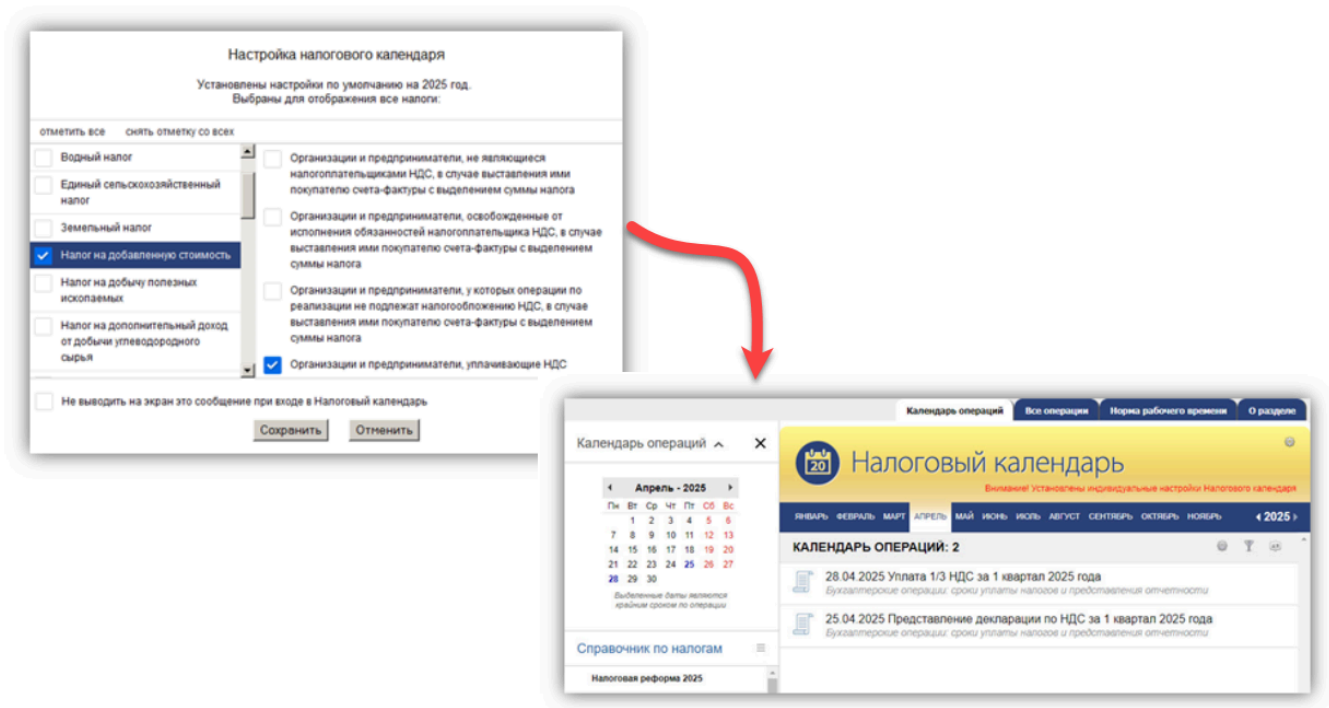 Настройка налогового календаря
Установлены настройки по умолчанию на 2025 год.
Выбраны для отображения все налоги:
отметить все снять отметку со всех
Водный налог
Единый сельскохозяйственный
налог
Земельный налог
Налог на добавленную стоимость
Налог на добычу полезных
ископаемых
Налог на дополнительный доход
от добычи углеводородного
сырья
Организации и предприниматели, не являющиеся
налогоплательщиками НДС, в случае выставления ими
покупателю счета-фактуры с выделением суммы налога
Организации и предприниматели, освобожденные от
исполнения обязанностей налогоплательщика НДС, в случае
выставления ими покупателю счета-фактуры с выделением
суммы налога
Организации и предприниматели, у которых операции по
реализации не подлежат налогообложению НДС, в случае
выставления ими покупателю счета-фактуры с выделением
суммы налога
Организации и предприниматели, уплачивающие НДС
Не выводить на экран это сообщение при входе в Налоговый календарь
Сохранить Отменить
Календарь операций Все операции Норма рабочего времени О разделе
Календарь операций
Апрель - 2025
Пн Вт Ср Чт Пт Сб Вс
1 2 3 4 5 6
7 8 9 10 11 12 13
14 15 16 17 18 19 20
21 22 23 24 25 26 27
28 29 30
Выделенные даты являются
крайним сроком по операции
Справочник по налогам
Налоговая реформа 2025
20
Налоговый календарь
Внимание! Установлены индивидуальные настройки Налогового календаря
ЯНВАРЬ ФЕВРАЛЬ МАРТ АПРЕЛЬ МАЙ ИЮНЬ ИЮЛЬ АВГУСТ СЕНТЯБРЬ ОКТЯБРЬ НОЯБРЬ 2025
КАЛЕНДАРЬ ОПЕРАЦИЙ: 2
28.04.2025 Уплата 1/3 НДС за 1 квартал 2025 года
Бухгалтерские операции: сроки уплаты налогов и представления отчетности
25.04.2025 Представление декларации по НДС за 1 квартал 2025 года
Бухгалтерские операции: сроки уплаты налогов и представления отчетности